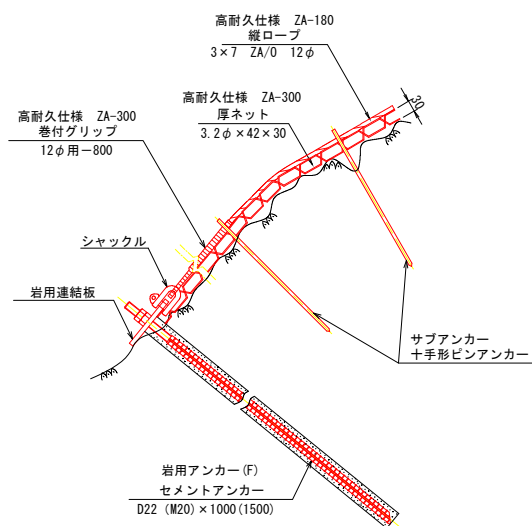 高耐久仕様 ZA-180
縦ロープ
3×7 ZA/0 12φ
高耐久仕様 ZA-300
厚ネット
3.2φ×42×30
30
高耐久仕様 ZA-300
巻付グリップ
12φ用-800
シャックル
岩用連結板
サブアンカー
十手形ピンアンカー
岩用アンカー(F)
セメントアンカー
D22 (M20)×1000(1500)